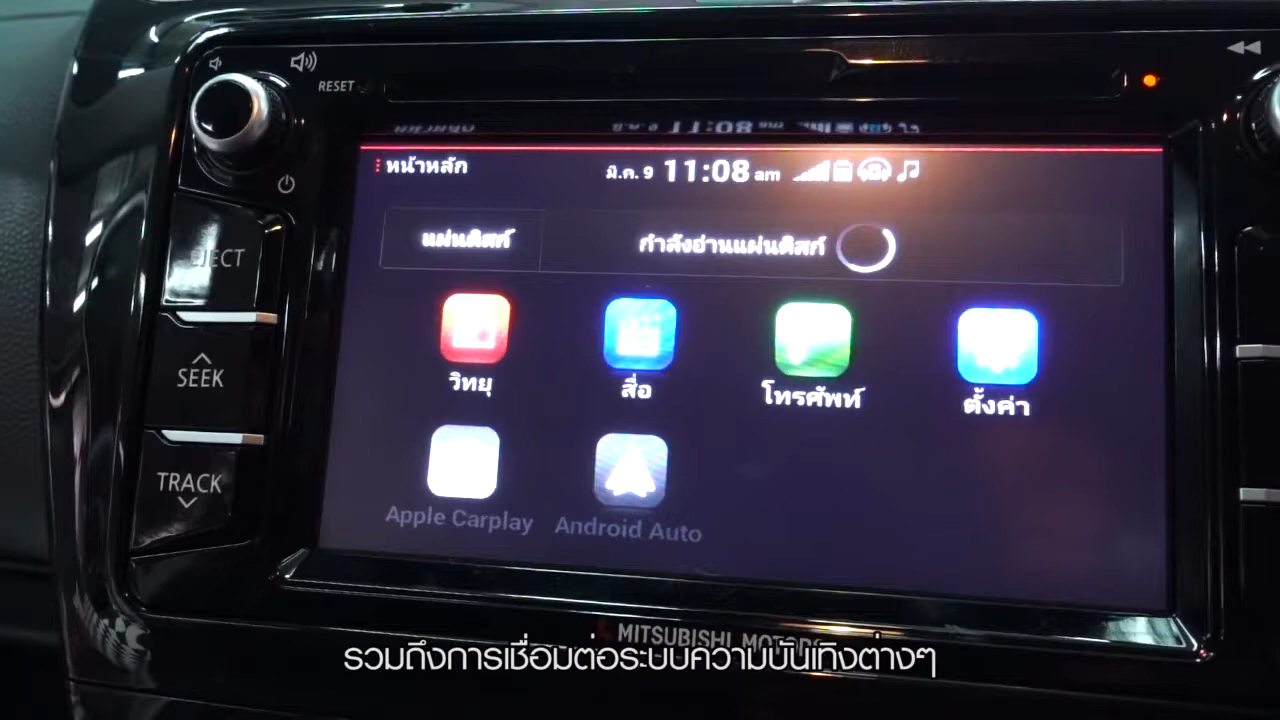 RESET
หน้าหลัก
มี.ค. 9 11:08 am
แผ่นดิสก์
กำลังอ่านแผ่นดิสก์
EJECT
SEEK
TRACK
วิทยุ
สื่อ
โทรศัพท์
ตั้งค่า
Apple Carplay
Android Auto
MITSUBISHI MOTORS
รวมถึงการเชื่อมต่อระบบความบันเทิงต่างๆ